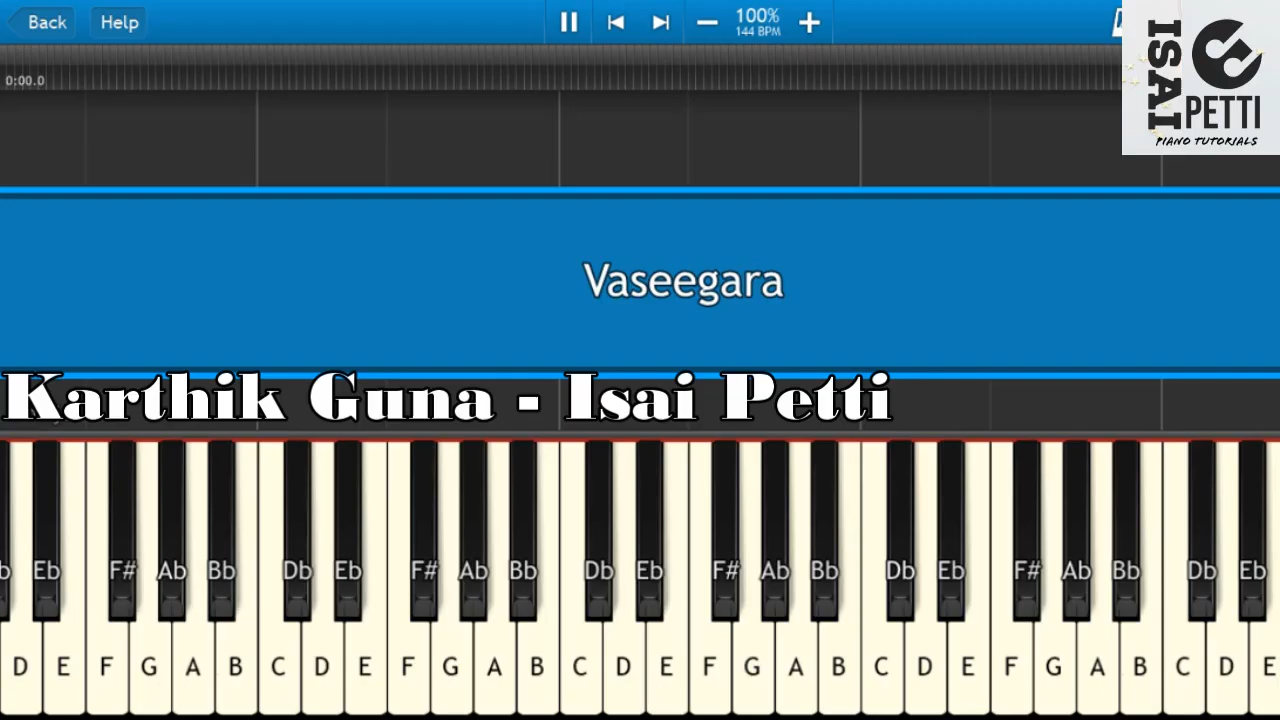 Back Help 100% 144 BPM
0:00.0
ISAI PETTI
PIANO TUTORIALS
Vaseegara
Karthik Guna - Isai Petti
b Eb F# Ab Bb Db Eb F# Ab Bb Db Eb F# Ab Bb Db Eb F# Ab Bb Db Eb
D E F G A B C D E F G A B C D E F G A B C D E F G A B C D E